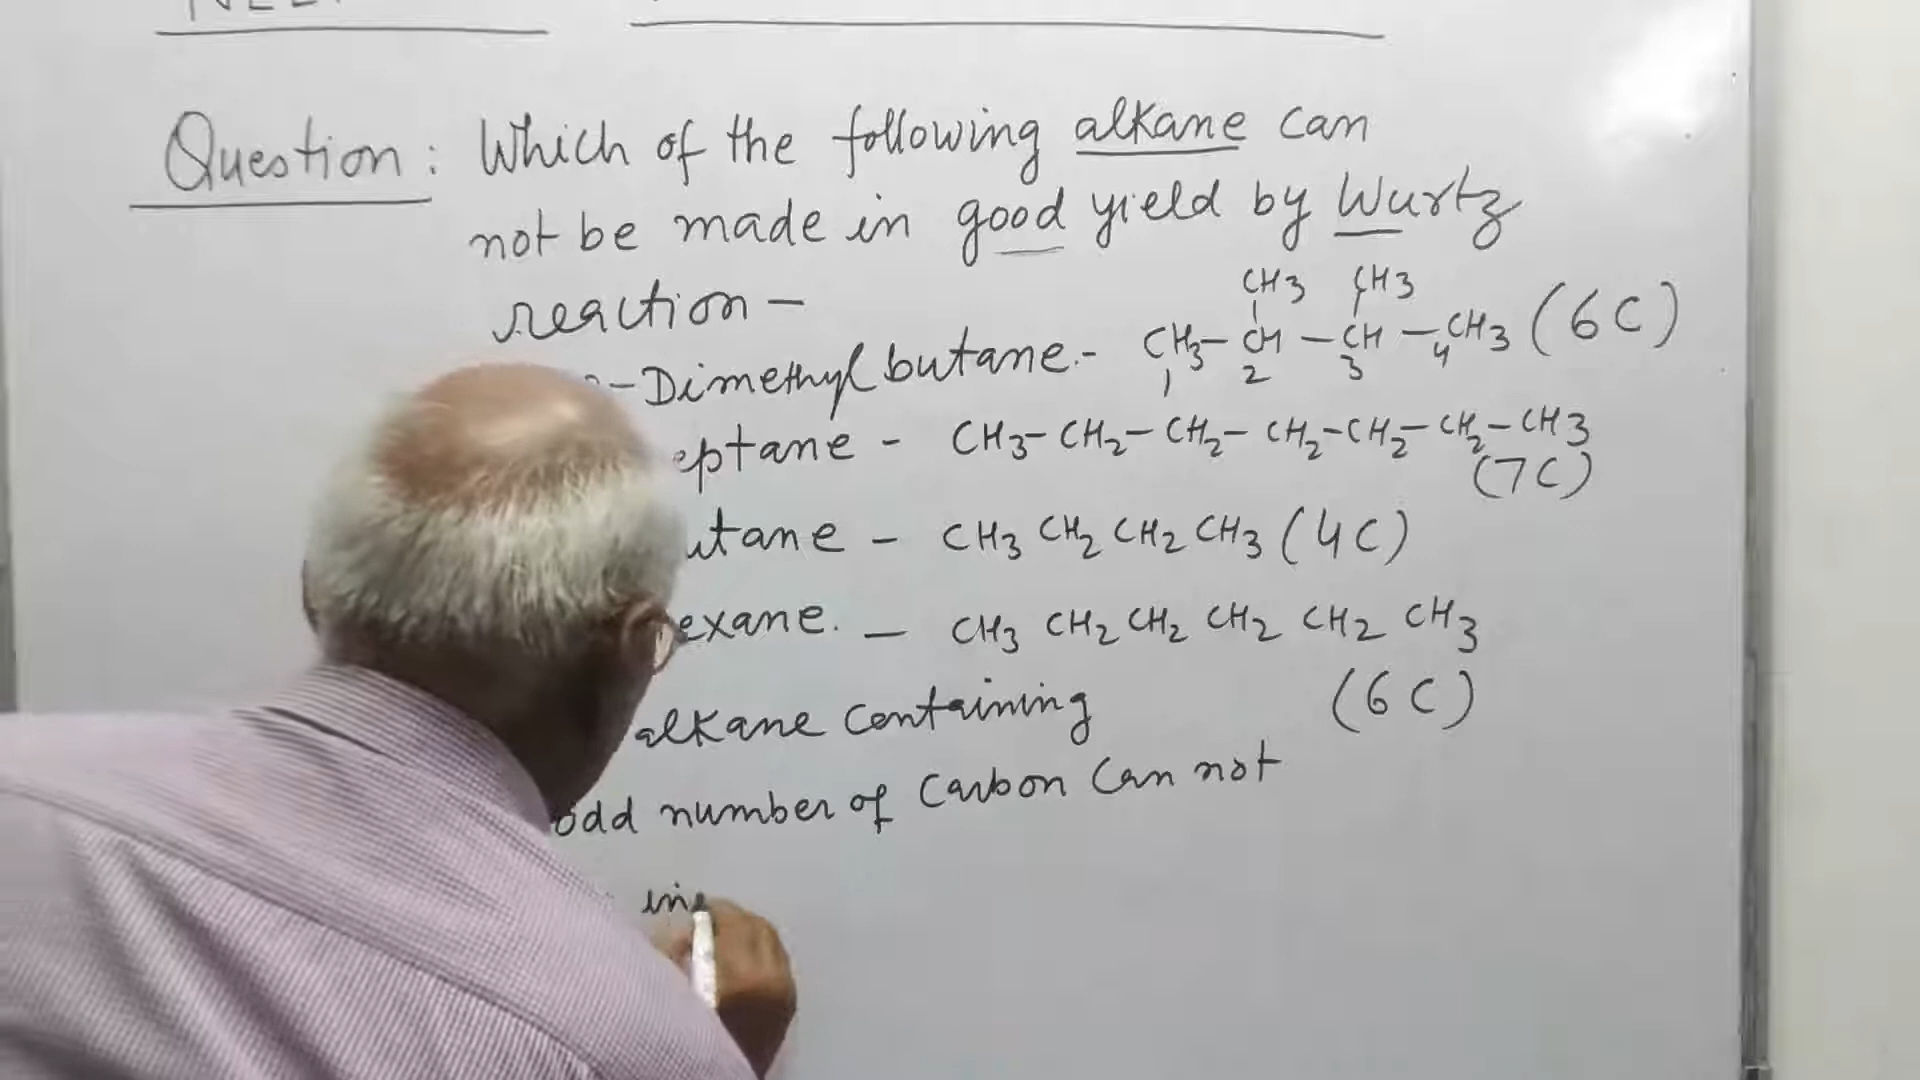 Question: Which of the following alkane can
not be made in good yield by Wurtz
reaction-
CH3 CH3
-Dimethyl butane.- CH3-CH-CH-CH3 (6C)
1 2 3 4
eptane - CH3-CH2-CH2-CH2-CH2-CH2-CH3
(7C)
utane - CH3 CH2 CH2 CH3 (4C)
exane. - CH3 CH2 CH2 CH2 CH2 CH3
(6C)
alkane containing
odd number of Carbon Can not
in